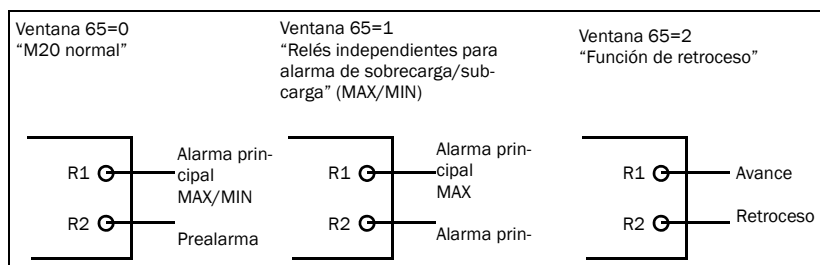 Ventana 65=0
“M20 normal”
Ventana 65=1
“Relés independientes para
alarma de sobrecarga/sub-
carga” (MAX/MIN)
Ventana 65=2
“Función de retroceso”
R1
Alarma prin-
cipal
MAX/MIN
R2
Prealarma
R1
Alarma prin-
cipal
MAX
R2
Alarma prin-
R1
Avance
R2
Retroceso